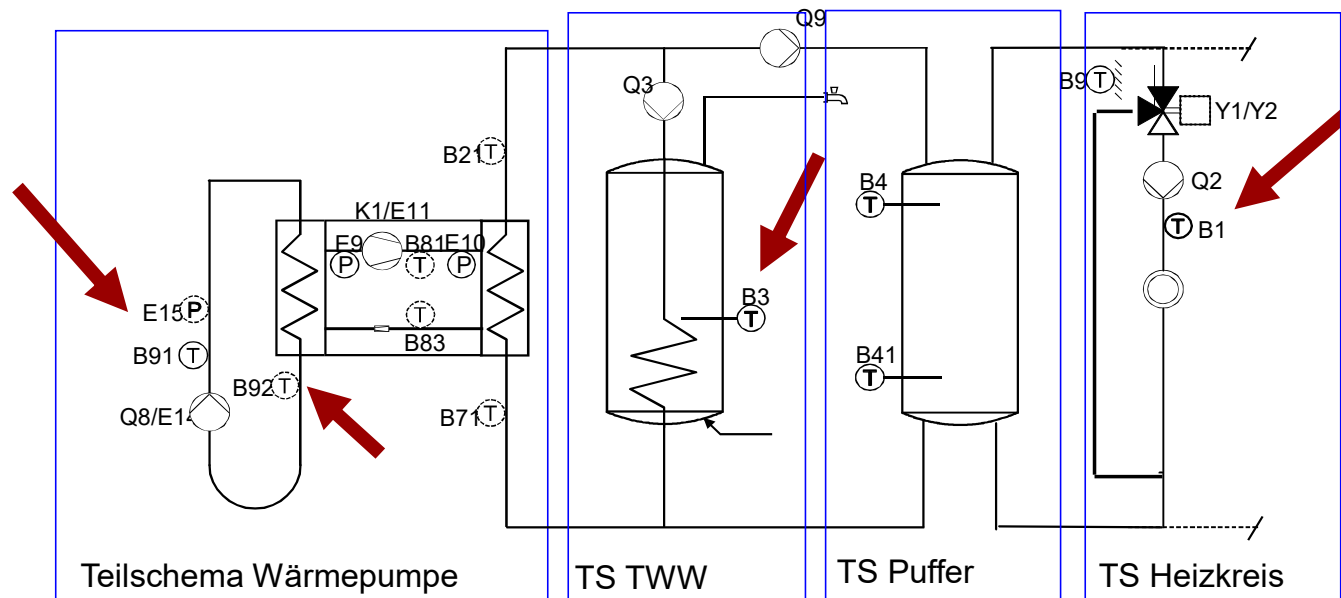 Q9
Q3
B9
T
Y1/Y2
B21
T
B4
T
Q2
K1/E11
T
B1
E9
B81
E10
P
T
P
B3
T
E15
P
T
B83
B91
T
B41
T
B92
T
Q8/E14
B71
T
Teilschema Wärmepumpe
TS TWW
TS Puffer
TS Heizkreis